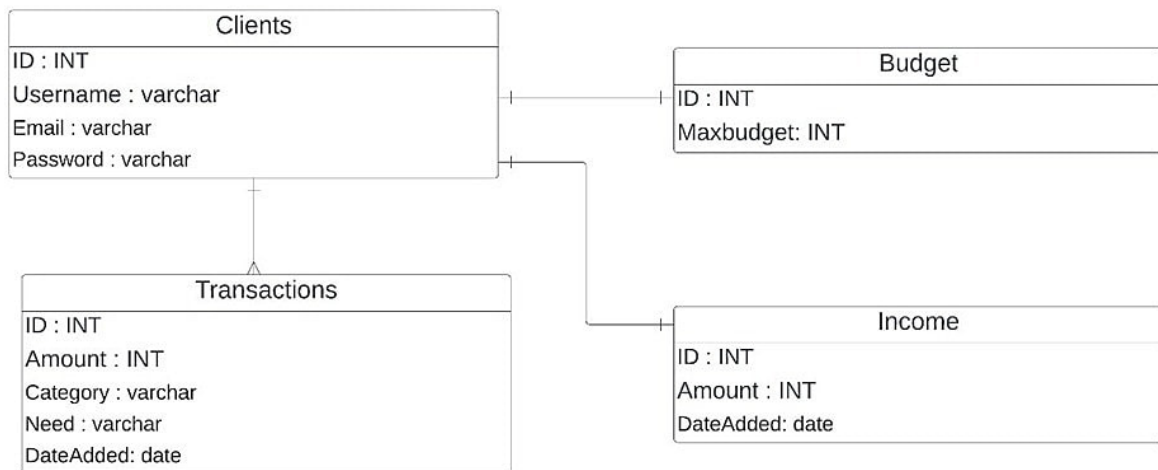 Clients
ID : INT
Username : varchar
Email : varchar
Password : varchar
Budget
ID : INT
Maxbudget: INT
Transactions
ID : INT
Amount : INT
Category : varchar
Need : varchar
DateAdded: date
Income
ID : INT
Amount : INT
DateAdded: date